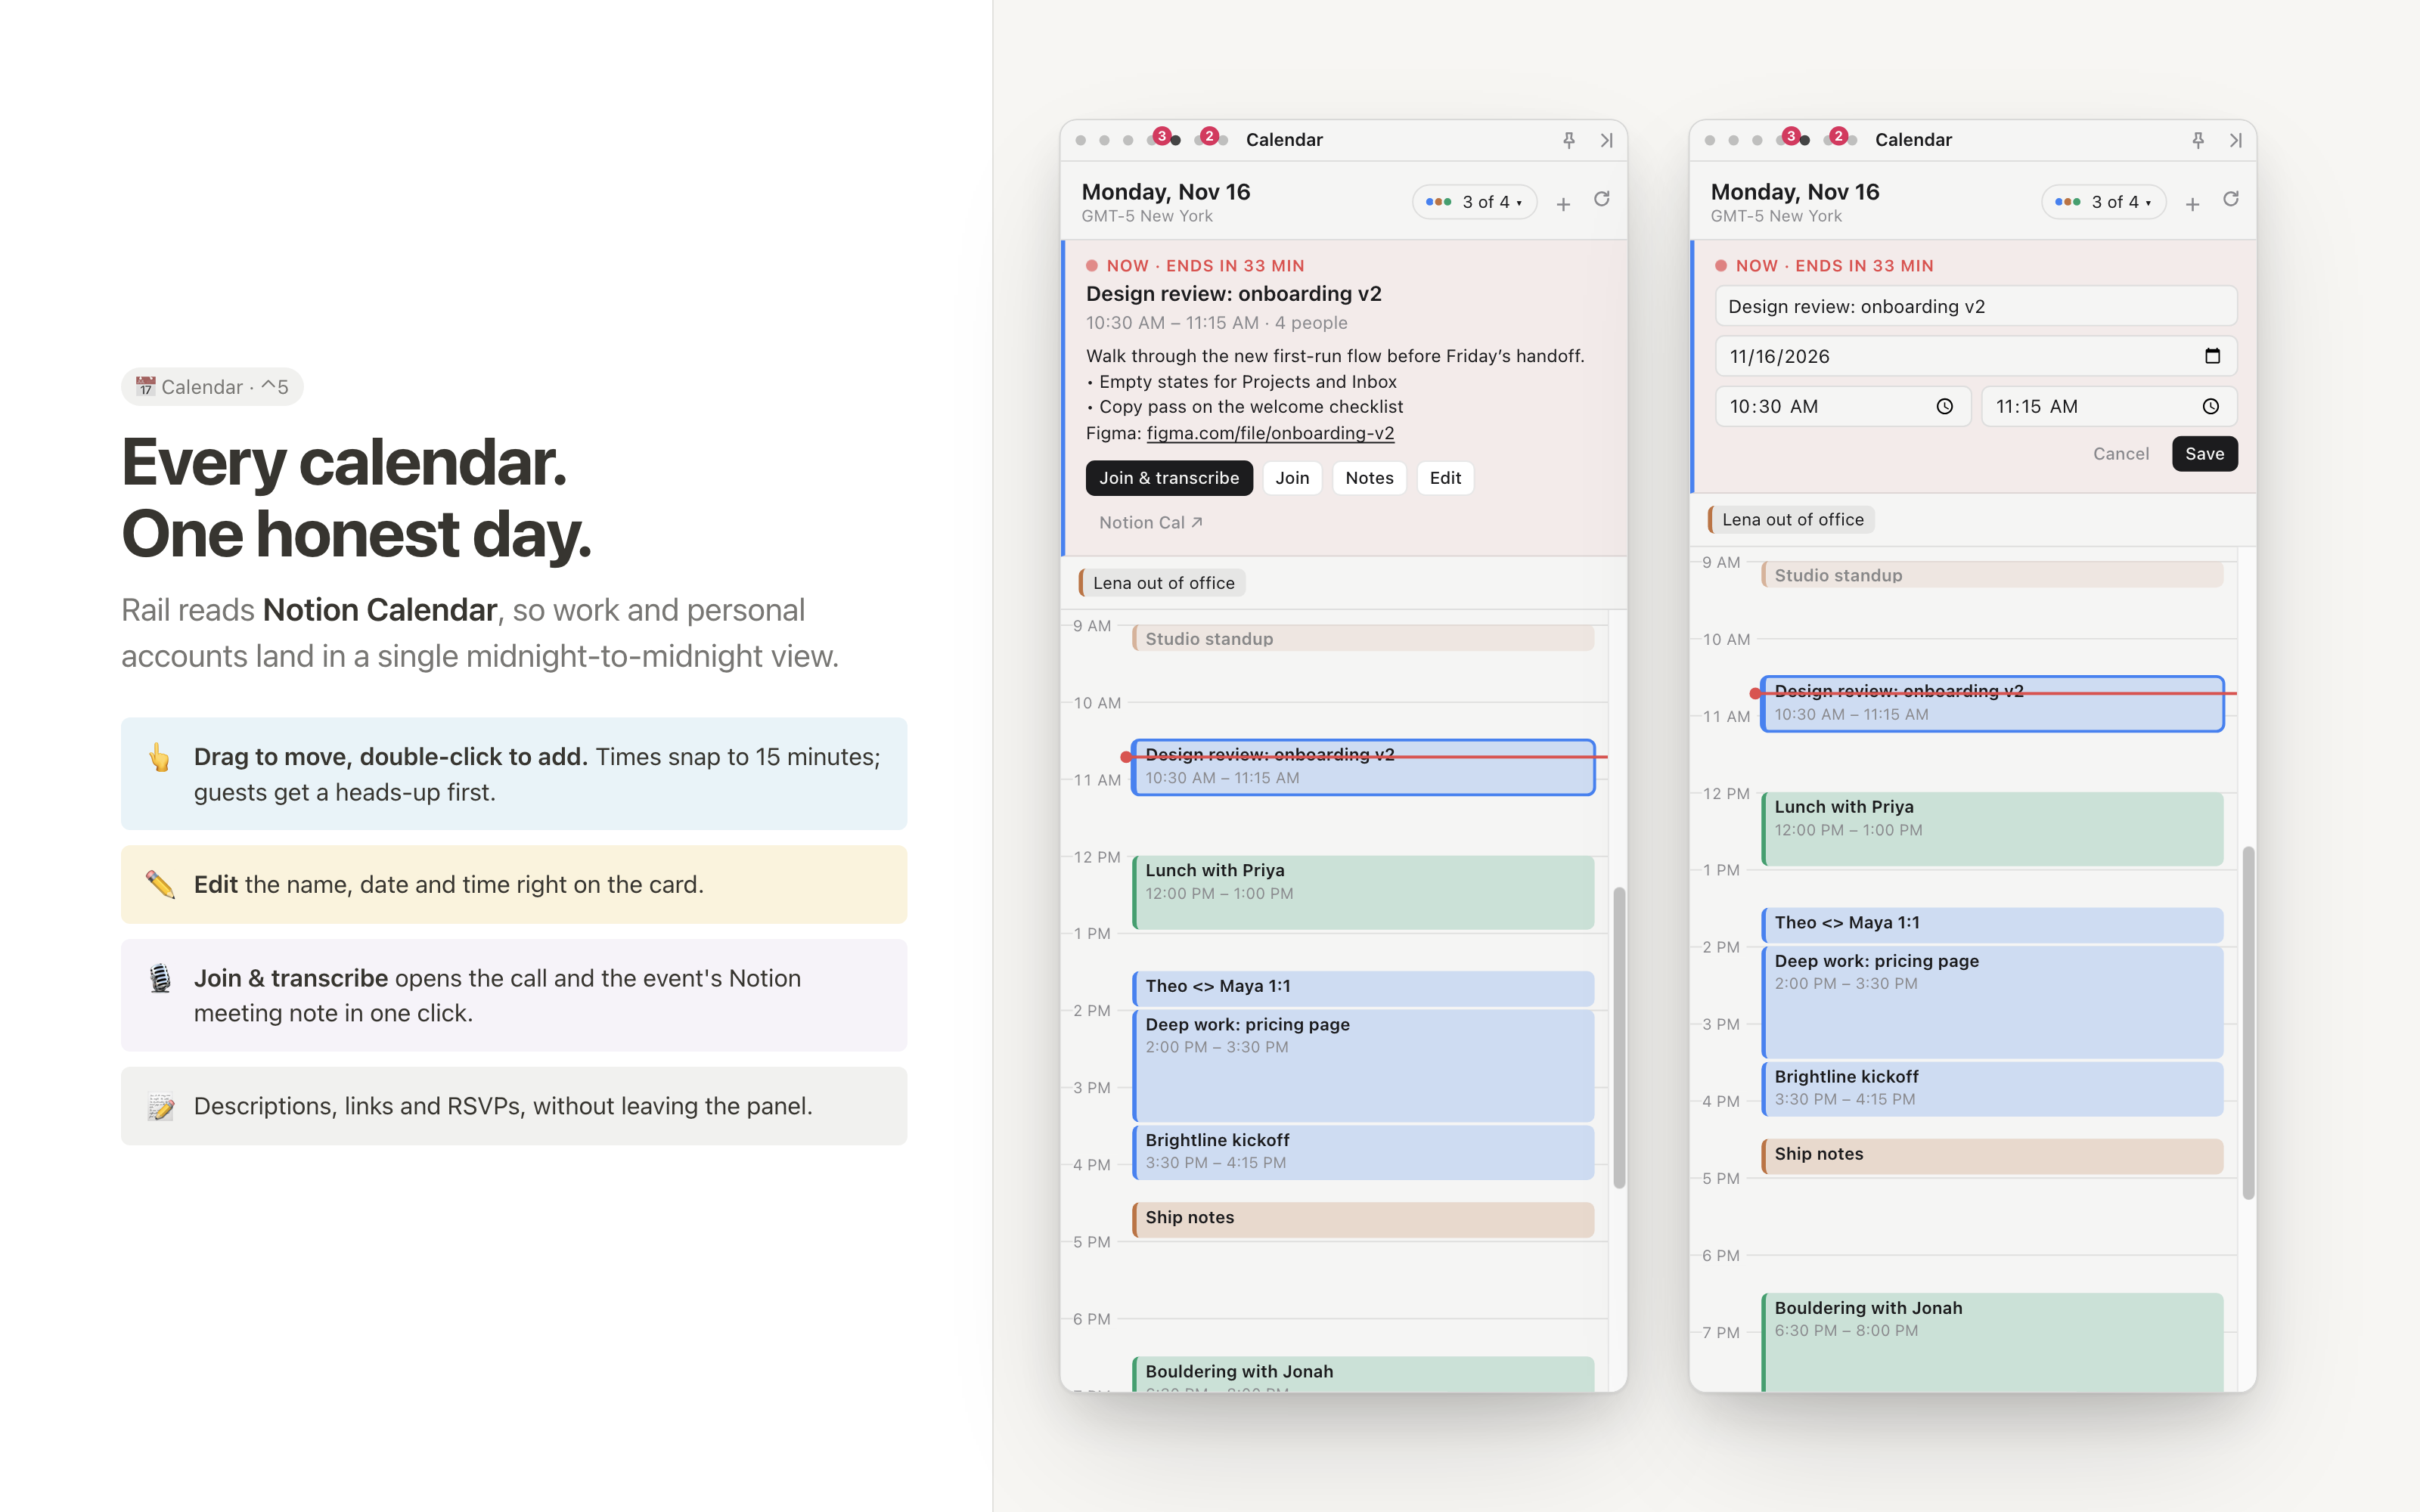 📅 Calendar · ^5
Every calendar.
One honest day.
Rail reads Notion Calendar, so work and personal
accounts land in a single midnight-to-midnight view.
Drag to move, double-click to add. Times snap to 15 minutes;
guests get a heads-up first.
Edit the name, date and time right on the card.
Join & transcribe opens the call and the event's Notion
meeting note in one click.
Descriptions, links and RSVPs, without leaving the panel.
3 2 Calendar
Monday, Nov 16
GMT-5 New York
3 of 4
NOW · ENDS IN 33 MIN
Design review: onboarding v2
10:30 AM – 11:15 AM · 4 people
Walk through the new first-run flow before Friday’s handoff.
• Empty states for Projects and Inbox
• Copy pass on the welcome checklist
Figma: figma.com/file/onboarding-v2
Join & transcribe Join Notes Edit
Notion Cal ↗
Lena out of office
9 AM
Studio standup
10 AM
Design review: onboarding v2
10:30 AM – 11:15 AM
11 AM
12 PM
Lunch with Priya
12:00 PM – 1:00 PM
1 PM
Theo <> Maya 1:1
2 PM
Deep work: pricing page
2:00 PM – 3:30 PM
3 PM
Brightline kickoff
3:30 PM – 4:15 PM
4 PM
Ship notes
5 PM
6 PM
Bouldering with Jonah
3 2 Calendar
Monday, Nov 16
GMT-5 New York
3 of 4
NOW · ENDS IN 33 MIN
Design review: onboarding v2
11/16/2026
10:30 AM 11:15 AM
Cancel Save
Lena out of office
9 AM
Studio standup
10 AM
Design review: onboarding v2
10:30 AM – 11:15 AM
11 AM
12 PM
Lunch with Priya
12:00 PM – 1:00 PM
1 PM
Theo <> Maya 1:1
2 PM
Deep work: pricing page
2:00 PM – 3:30 PM
3 PM
Brightline kickoff
3:30 PM – 4:15 PM
4 PM
Ship notes
5 PM
6 PM
Bouldering with Jonah
6:30 PM – 8:00 PM
7 PM